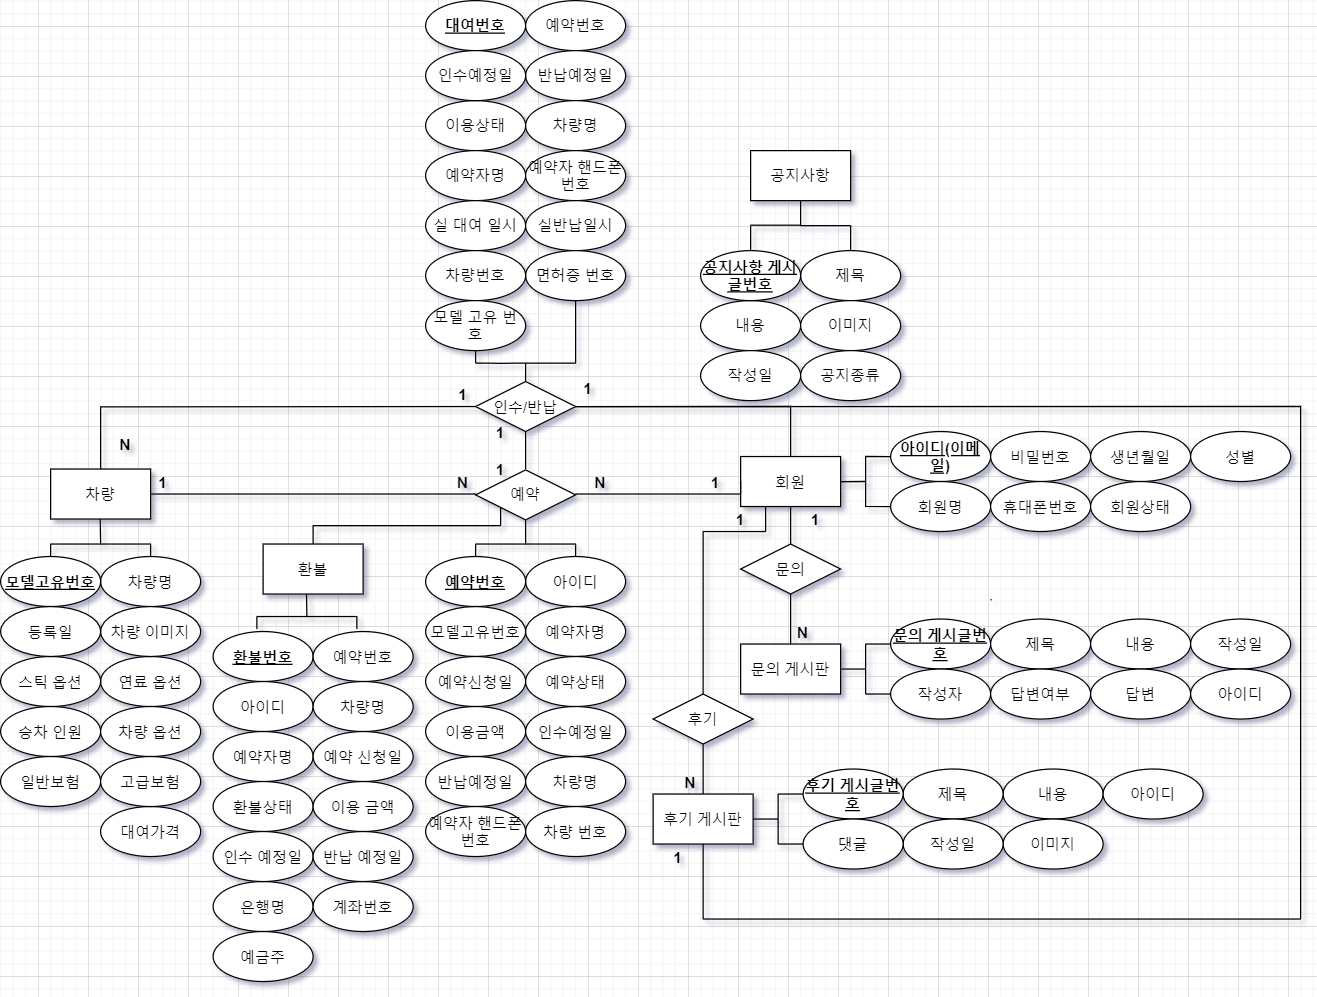 대여번호
예약번호
인수예정일
반납예정일
이용상태
차량명
예약자명
예약자 핸드폰
번호
실 대여 일시
실반납일시
차량번호
면허증 번호
모델 고유 번
호
공지사항
공지사항 게시
글번호
제목
내용
이미지
작성일
공지종류
1
인수/반납
1
1
N
차량
1
N
1
예약
N
1
회원
1
1
아이디(이메
일)
비밀번호
생년월일
성별
회원명
휴대폰번호
회원상태
모델고유번호
차량명
등록일
차량 이미지
스틱 옵션
연료 옵션
승차 인원
차량 옵션
일반보험
고급보험
대여가격
환불
환불번호
예약번호
아이디
차량명
예약자명
예약 신청일
환불상태
이용 금액
인수 예정일
반납 예정일
은행명
계좌번호
예금주
예약번호
아이디
모델고유번호
예약자명
예약신청일
예약상태
이용금액
인수예정일
반납예정일
차량명
예약자 핸드폰
번호
차량 번호
문의
N
문의 게시판
문의 게시글번
호
제목
내용
작성일
작성자
답변여부
답변
아이디
후기
N
후기 게시판
1
후기 게시글번
호
제목
내용
아이디
댓글
작성일
이미지